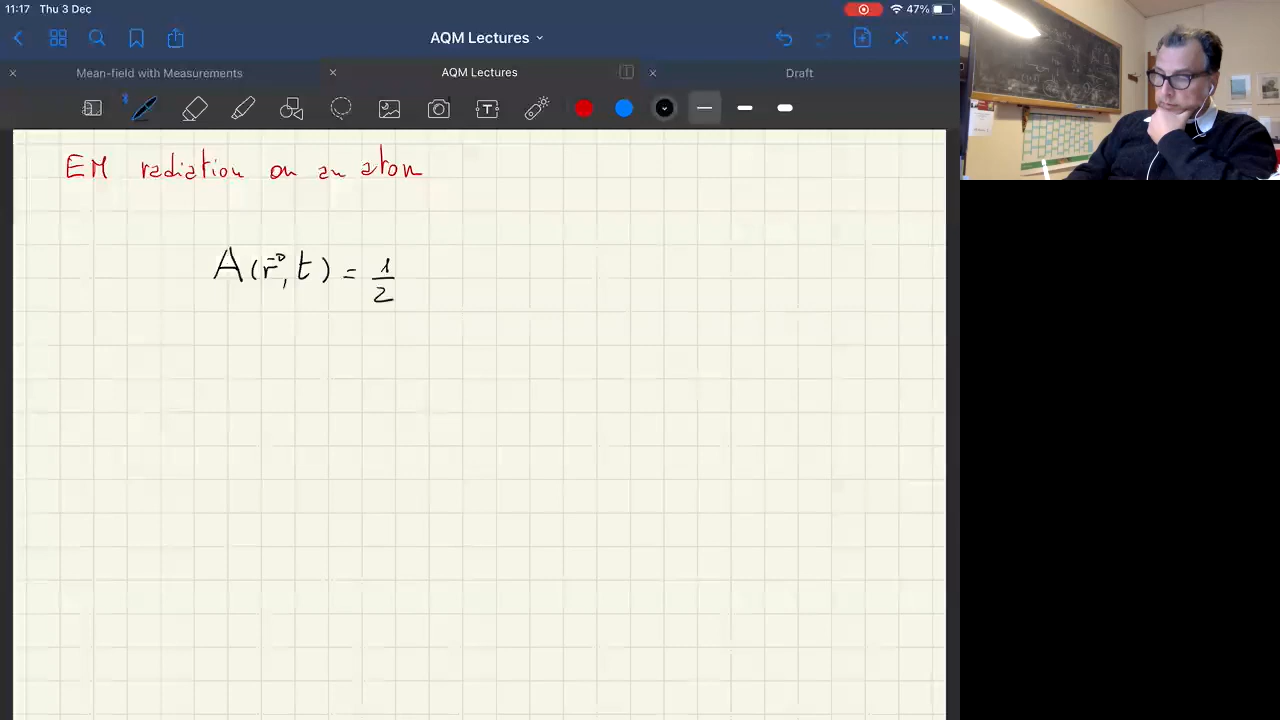 11:17 Thu 3 Dec 47%
AQM Lectures
Mean-field with Measurements AQM Lectures Draft
EM radiation on an atom
A(r⃗, t) = 1/2